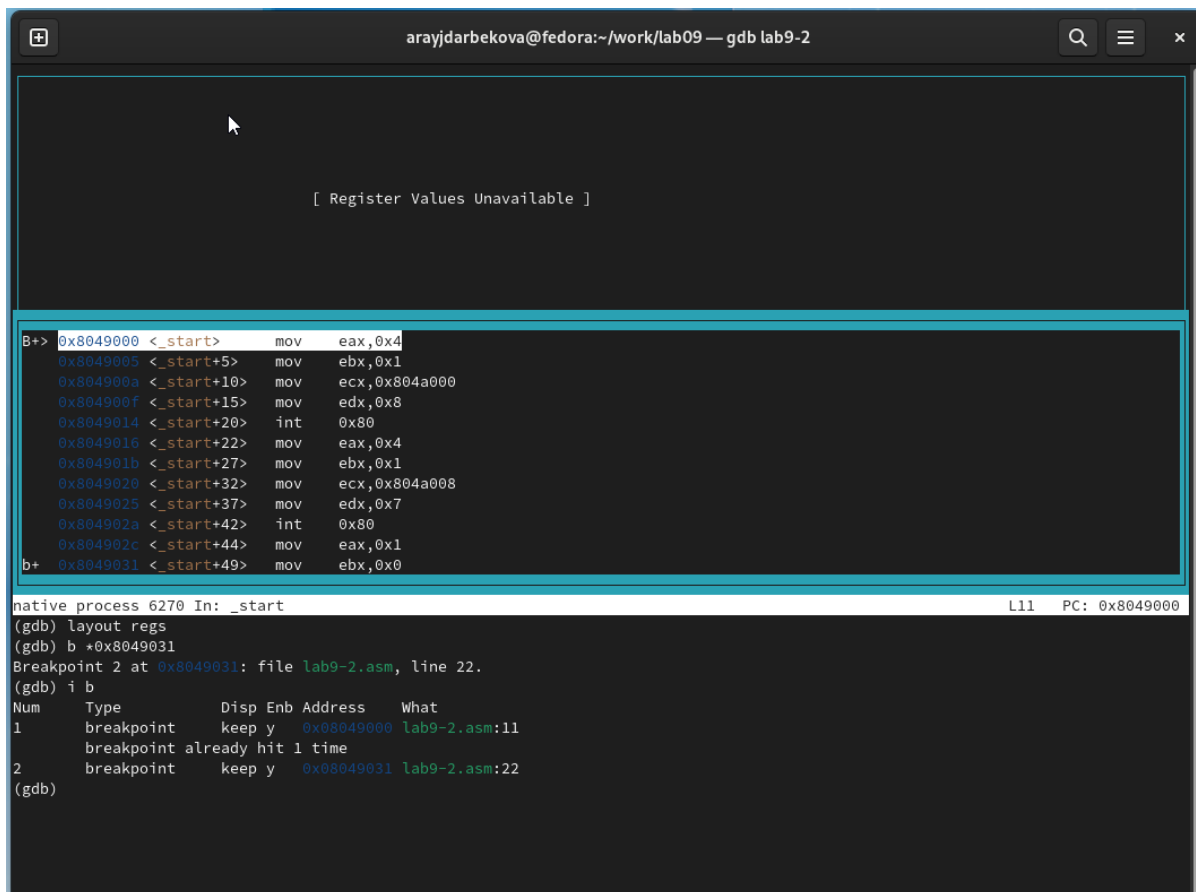 arayjdarbekova@fedora:~/work/lab09 — gdb lab9-2
[ Register Values Unavailable ]
B+> 0x8049000 <_start> mov eax,0x4
0x8049005 <_start+5> mov ebx,0x1
0x804900a <_start+10> mov ecx,0x804a000
0x804900f <_start+15> mov edx,0x8
0x8049014 <_start+20> int 0x80
0x8049016 <_start+22> mov eax,0x4
0x804901b <_start+27> mov ebx,0x1
0x8049020 <_start+32> mov ecx,0x804a008
0x8049025 <_start+37> mov edx,0x7
0x804902a <_start+42> int 0x80
0x804902c <_start+44> mov eax,0x1
b+ 0x8049031 <_start+49> mov ebx,0x0
native process 6270 In: _start L11 PC: 0x8049000
(gdb) layout regs
(gdb) b *0x8049031
Breakpoint 2 at 0x8049031: file lab9-2.asm, line 22.
(gdb) i b
Num Type Disp Enb Address What
1 breakpoint keep y 0x08049000 lab9-2.asm:11
breakpoint already hit 1 time
2 breakpoint keep y 0x08049031 lab9-2.asm:22
(gdb)